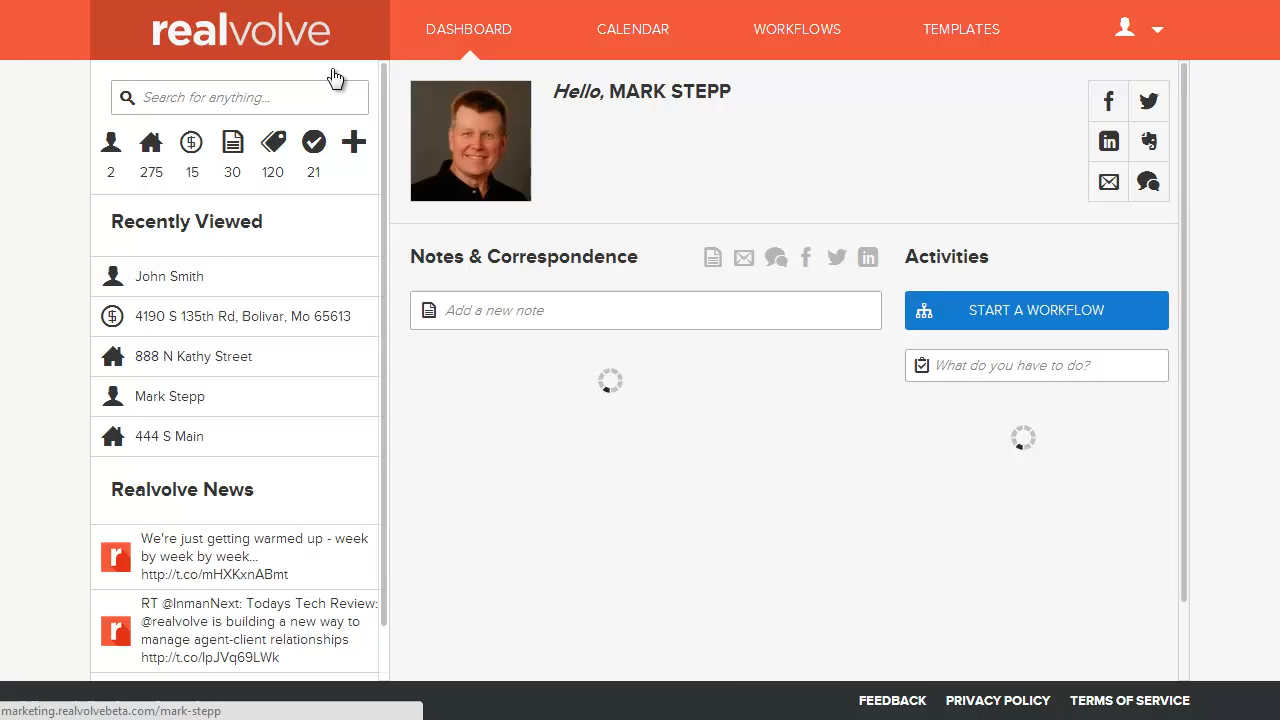 realvolve
DASHBOARD
CALENDAR
WORKFLOWS
TEMPLATES
Search for anything...
2
275
15
30
120
21
Recently Viewed
John Smith
4190 S 135th Rd, Bolivar, Mo 65613
888 N Kathy Street
Mark Stepp
444 S Main
Realvolve News
We're just getting warmed up - week
by week by week...
http://t.co/mHXKxnABmt
RT @InmanNext: Todays Tech Review:
@realvolve is building a new way to
manage agent-client relationships
http://t.co/IpJVq69LWk
Hello, MARK STEPP
Notes & Correspondence
Add a new note
Activities
START A WORKFLOW
What do you have to do?
FEEDBACK
PRIVACY POLICY
TERMS OF SERVICE
marketing.realvolvebeta.com/mark-stepp